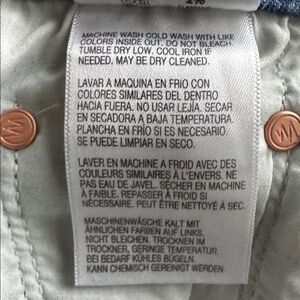 2%
MACHINE WASH COLD WASH WITH LIKE
COLORS INSIDE OUT. DO NOT BLEACH.
TUMBLE DRY LOW. COOL IRON IF
NEEDED. MAY BE DRY CLEANED.
LAVAR A MAQUINA EN FRIO CON
COLORES SIMILARES DEL DENTRO
HACIA FUERA. NO USAR LEJÍA. SECAR
EN SECADORA A BAJA TEMPERATURA.
PLANCHA EN FRÍO SI ES NECESARIO.
SE PUEDE LIMPIAR EN SECO.
LAVER EN MACHINE A FROID AVEC DES
COULEURS SIMILAIRES À L'ENVERS. NE
PAS EAU DE JAVEL. SÉCHER EN MACHINE
À FAIBLE. REPASSER A FROID SI
NÉCESSAIRE. PEUT ÊTRE NETTOYÉ A SEC.
MASCHINENWÄSCHE KALT MIT
ÄHNLICHEN FARBEN AUF LINKS.
NICHT BLEICHEN. TROCKNEN IM
TROCKNER, GERINGE TEMPERATUR.
BEI BEDARF KÜHLES BÜGELN.
KANN CHEMISCH GEREINIGT WERDEN.
W
W